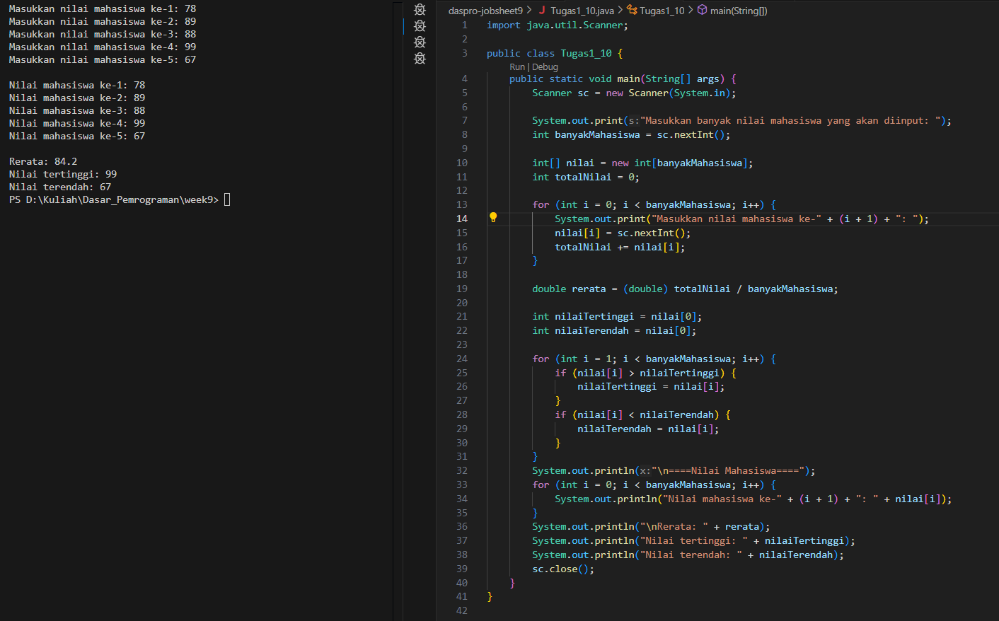 Masukkan nilai mahasiswa ke-1: 78
Masukkan nilai mahasiswa ke-2: 89
Masukkan nilai mahasiswa ke-3: 88
Masukkan nilai mahasiswa ke-4: 99
Masukkan nilai mahasiswa ke-5: 67
Nilai mahasiswa ke-1: 78
Nilai mahasiswa ke-2: 89
Nilai mahasiswa ke-3: 88
Nilai mahasiswa ke-4: 99
Nilai mahasiswa ke-5: 67
Rerata: 84.2
Nilai tertinggi: 99
Nilai terendah: 67
PS D:\Kuliah\Dasar_Pemrograman\week9>
daspro-jobsheet9 > J Tugas1_10.java > Tugas1_10 > main(String[])
1 import java.util.Scanner;
2
3 public class Tugas1_10 {
Run | Debug
4 public static void main(String[] args) {
5 Scanner sc = new Scanner(System.in);
6
7 System.out.print(s:"Masukkan banyak nilai mahasiswa yang akan diinput: ");
8 int banyakMahasiswa = sc.nextInt();
9
10 int[] nilai = new int[banyakMahasiswa];
11 int totalNilai = 0;
12
13 for (int i = 0; i < banyakMahasiswa; i++) {
14 System.out.print("Masukkan nilai mahasiswa ke-" + (i + 1) + ": ");
15 nilai[i] = sc.nextInt();
16 totalNilai += nilai[i];
17 }
18
19 double rerata = (double) totalNilai / banyakMahasiswa;
20
21 int nilaiTertinggi = nilai[0];
22 int nilaiTerendah = nilai[0];
23
24 for (int i = 1; i < banyakMahasiswa; i++) {
25 if (nilai[i] > nilaiTertinggi) {
26 nilaiTertinggi = nilai[i];
27 }
28 if (nilai[i] < nilaiTerendah) {
29 nilaiTerendah = nilai[i];
30 }
31 }
32 System.out.println(x:"\n====Nilai Mahasiswa====");
33 for (int i = 0; i < banyakMahasiswa; i++) {
34 System.out.println("Nilai mahasiswa ke-" + (i + 1) + ": " + nilai[i]);
35 }
36 System.out.println("\nRerata: " + rerata);
37 System.out.println("Nilai tertinggi: " + nilaiTertinggi);
38 System.out.println("Nilai terendah: " + nilaiTerendah);
39 sc.close();
40 }
41 }
42